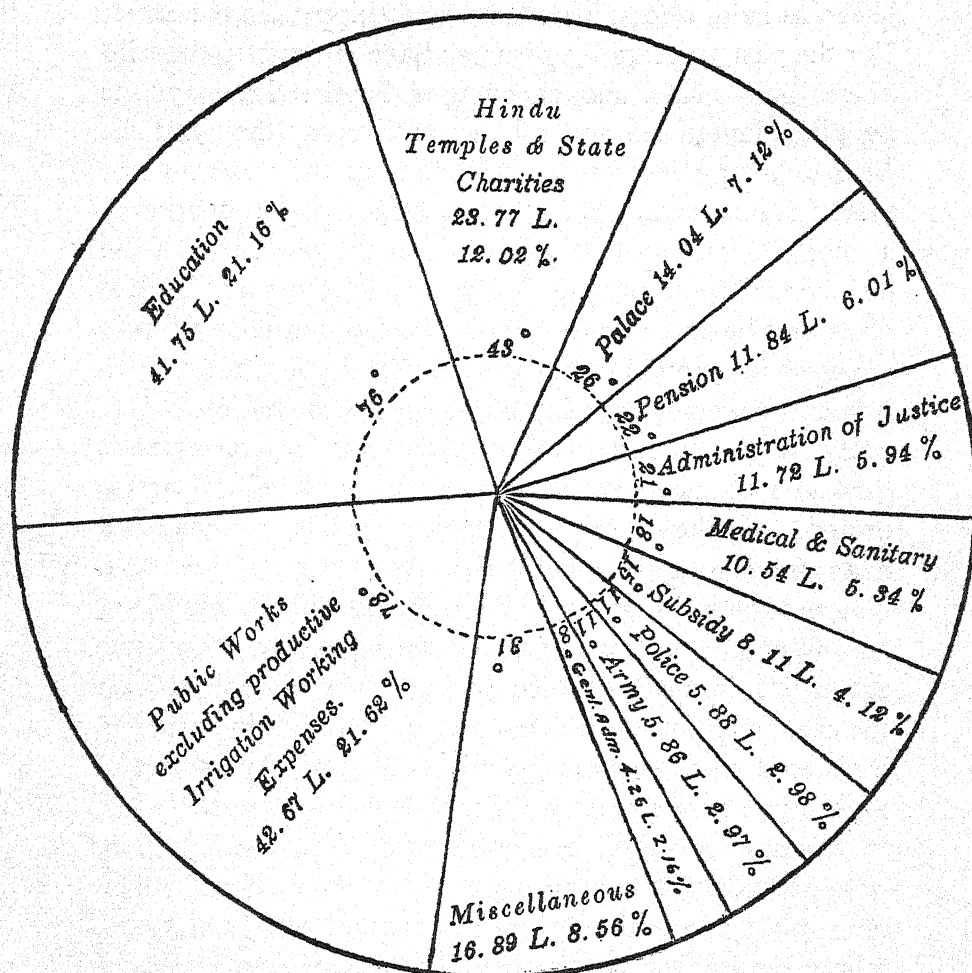 Hindu
Temples & State
Charities
23.77 L.
12.02 %.
43°
Palace 14.04 L. 7.12 %
26°
Pension 11.84 L. 6.01 %
22°
Administration of Justice
11.72 L. 5.94 %
21°
Medical & Sanitary
10.54 L. 5.34 %
18°
Subsidy 8.11 L. 4.12 %
15°
Police 5.88 L. 2.98 %
11°
Army 5.86 L. 2.97 %
11°
Genl. Adm. 4.26 L. 2.16 %
8°
Miscellaneous
16.89 L. 8.56 %
31°
Public Works
excluding productive
Irrigation Working
Expenses.
42.67 L. 21.62 %
78°
Education
41.75 L. 21.16 %
76°